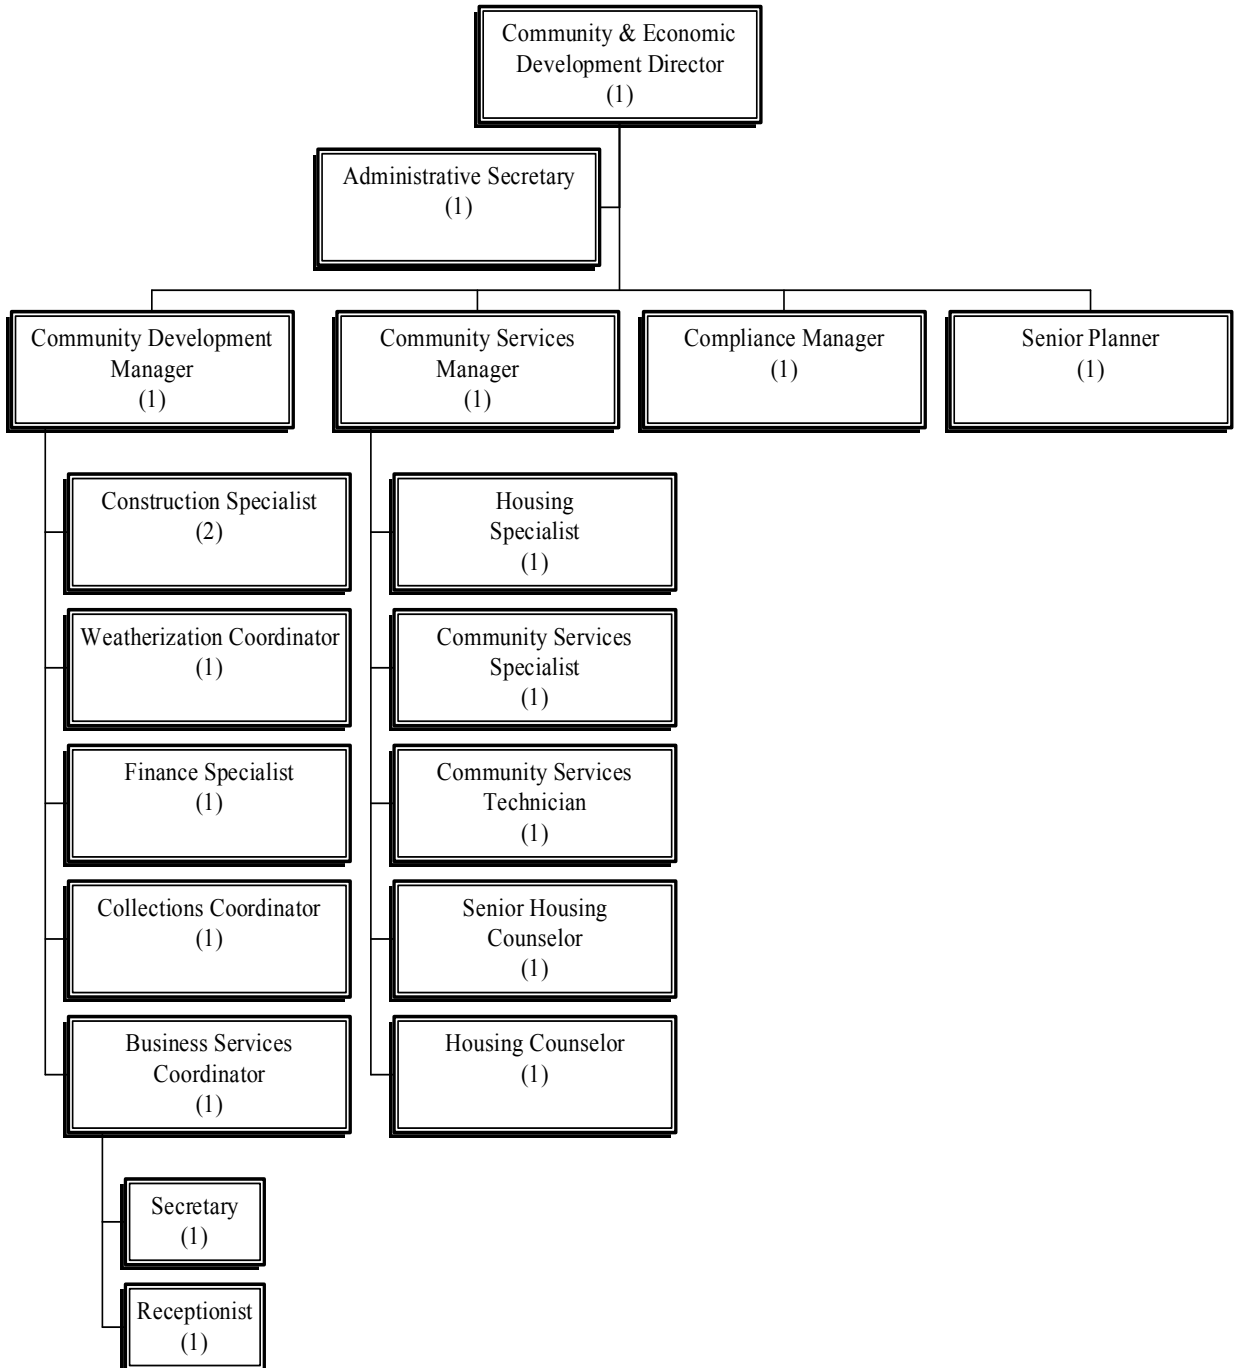 Community & Economic
Development Director
(1)
Administrative Secretary
(1)
Community Development
Manager
(1)
Community Services
Manager
(1)
Compliance Manager
(1)
Senior Planner
(1)
Construction Specialist
(2)
Weatherization Coordinator
(1)
Finance Specialist
(1)
Collections Coordinator
(1)
Business Services
Coordinator
(1)
Secretary
(1)
Receptionist
(1)
Housing
Specialist
(1)
Community Services
Specialist
(1)
Community Services
Technician
(1)
Senior Housing
Counselor
(1)
Housing Counselor
(1)